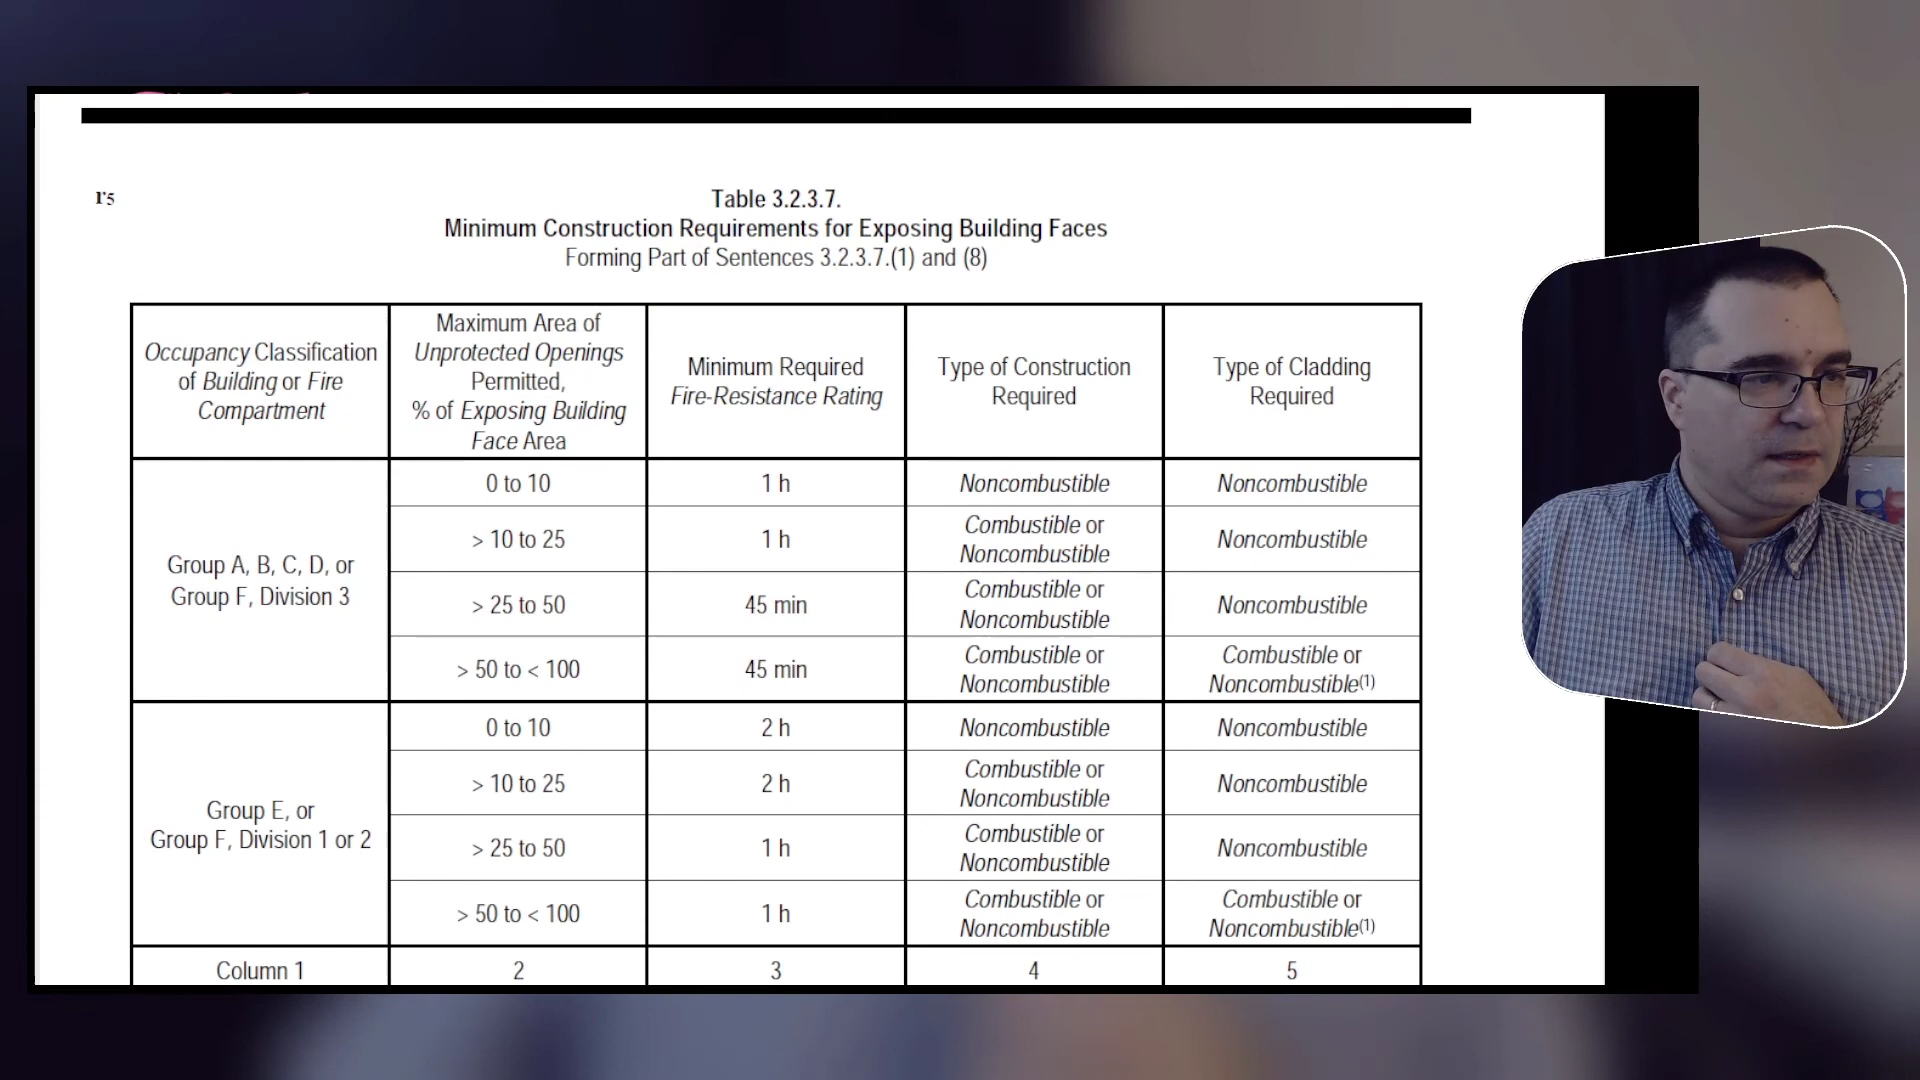 r5
Table 3.2.3.7.
Minimum Construction Requirements for Exposing Building Faces
Forming Part of Sentences 3.2.3.7.(1) and (8)
Occupancy Classification
of Building or Fire
Compartment
Maximum Area of
Unprotected Openings
Permitted,
% of Exposing Building
Face Area
Minimum Required
Fire-Resistance Rating
Type of Construction
Required
Type of Cladding
Required
Group A, B, C, D, or
Group F, Division 3
0 to 10
1 h
Noncombustible
Noncombustible
> 10 to 25
1 h
Combustible or
Noncombustible
Noncombustible
> 25 to 50
45 min
Combustible or
Noncombustible
Noncombustible
> 50 to < 100
45 min
Combustible or
Noncombustible
Combustible or
Noncombustible(1)
Group E, or
Group F, Division 1 or 2
0 to 10
2 h
Noncombustible
Noncombustible
> 10 to 25
2 h
Combustible or
Noncombustible
Noncombustible
> 25 to 50
1 h
Combustible or
Noncombustible
Noncombustible
> 50 to < 100
1 h
Combustible or
Noncombustible
Combustible or
Noncombustible(1)
Column 1
2
3
4
5